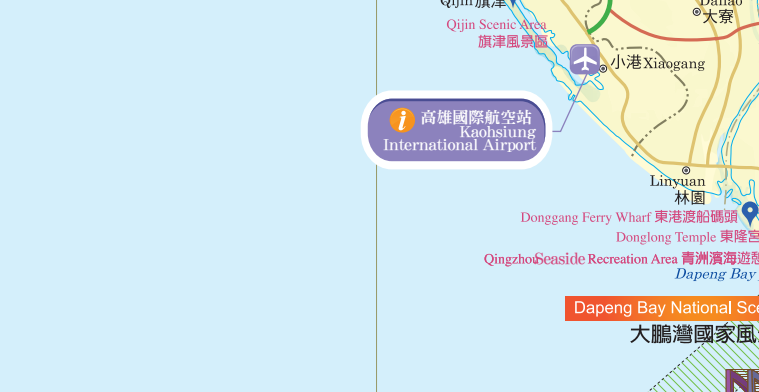 Qijin 旗津
Danao
大寮
Qijin Scenic Area
旗津風景區
小港 Xiaogang
i 高雄國際航空站
Kaohsiung
International Airport
Linyuan
林園
Donggang Ferry Wharf 東港渡船碼頭
Donglong Temple 東隆宮
Qingzhou Seaside Recreation Area 青洲濱海遊憩
Dapeng Bay
Dapeng Bay National Sce
大鵬灣國家風